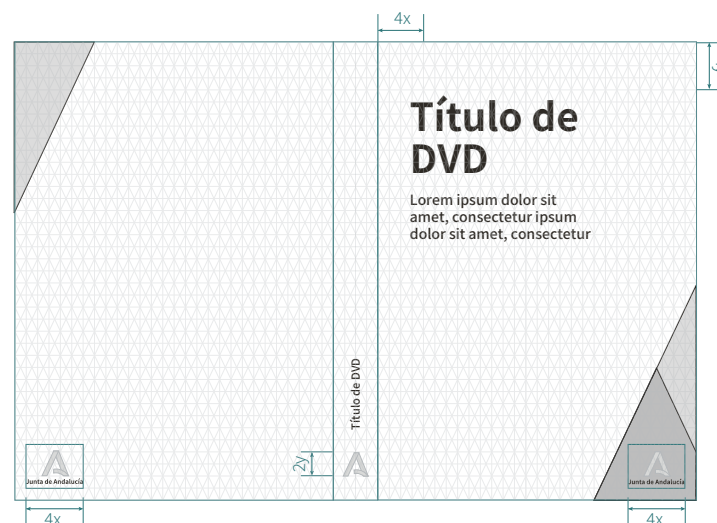 4x
Título de
DVD
Lorem ipsum dolor sit
amet, consectetur ipsum
dolor sit amet, consectetur
Título de DVD
2y
Junta de Andalucía
Junta de Andalucía
4x
4x